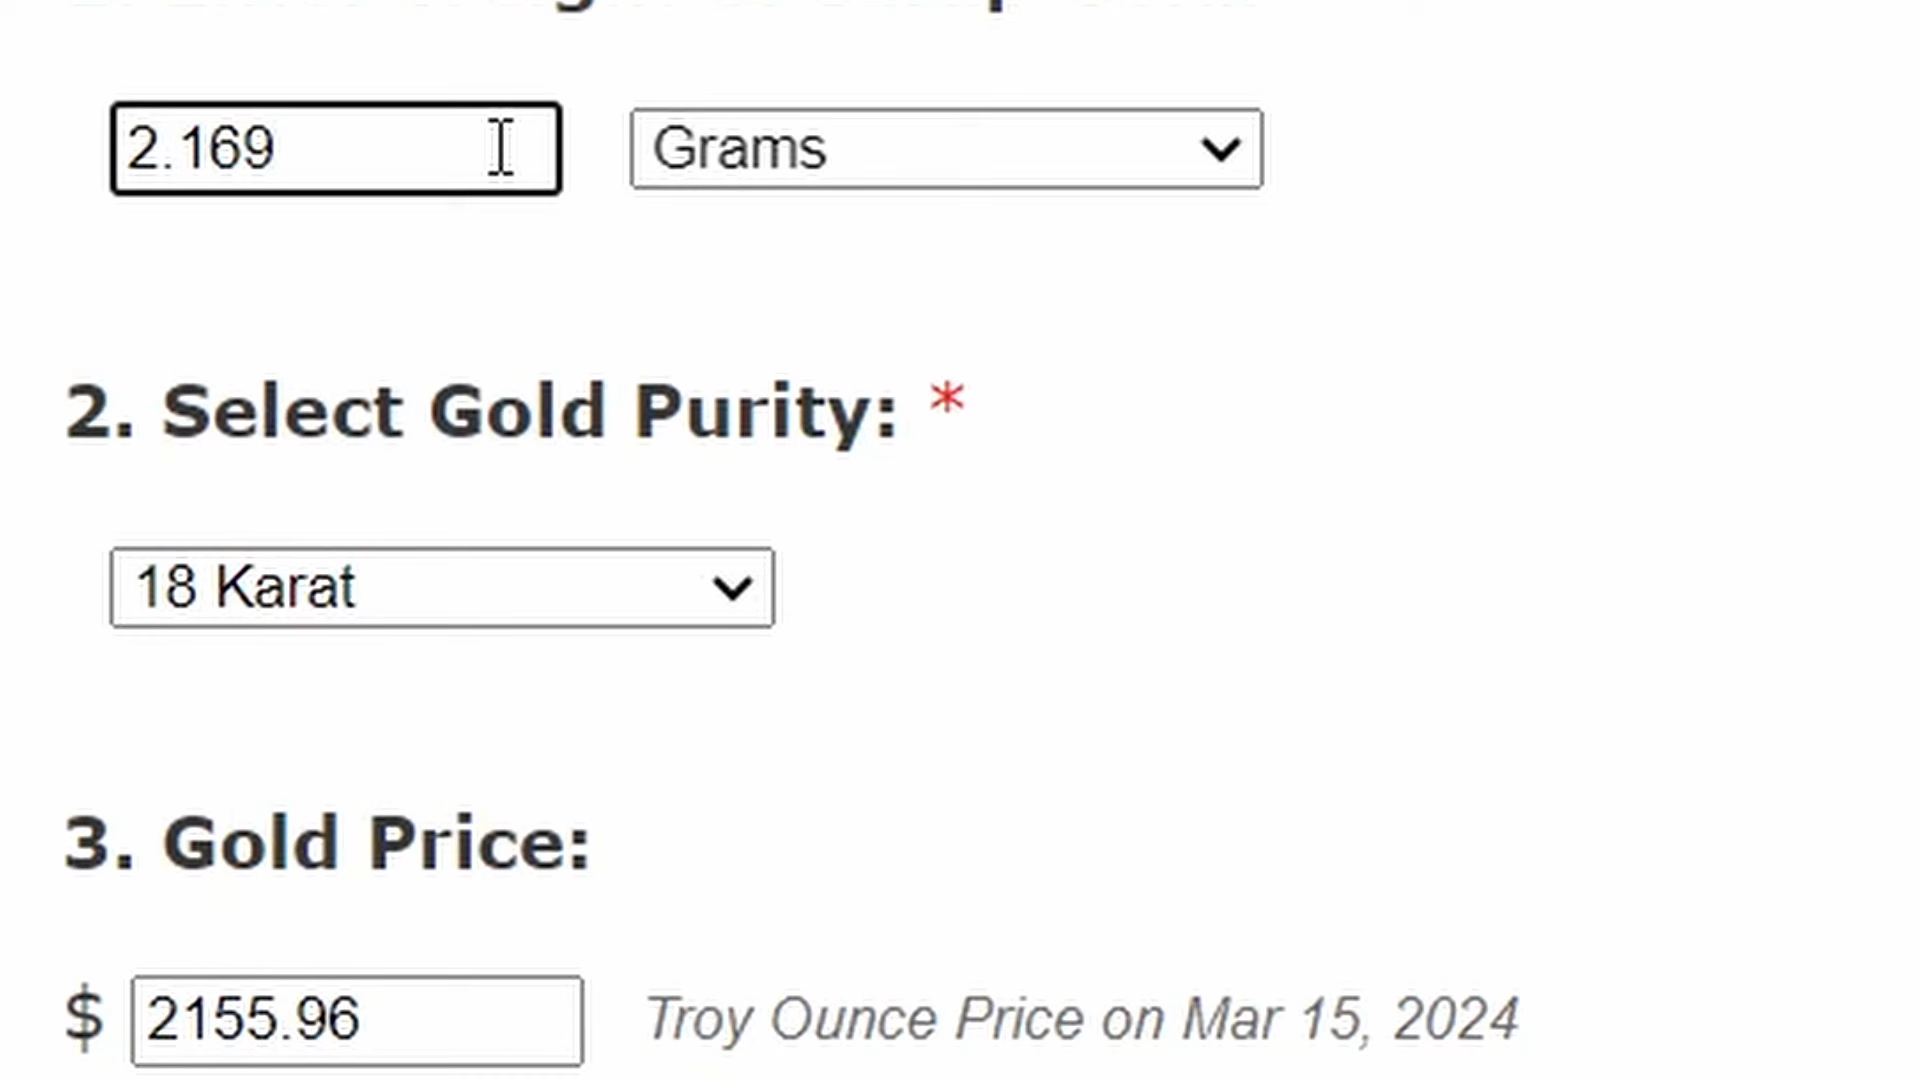 2.169 Grams
2. Select Gold Purity: *
18 Karat
3. Gold Price:
$ 2155.96 Troy Ounce Price on Mar 15, 2024